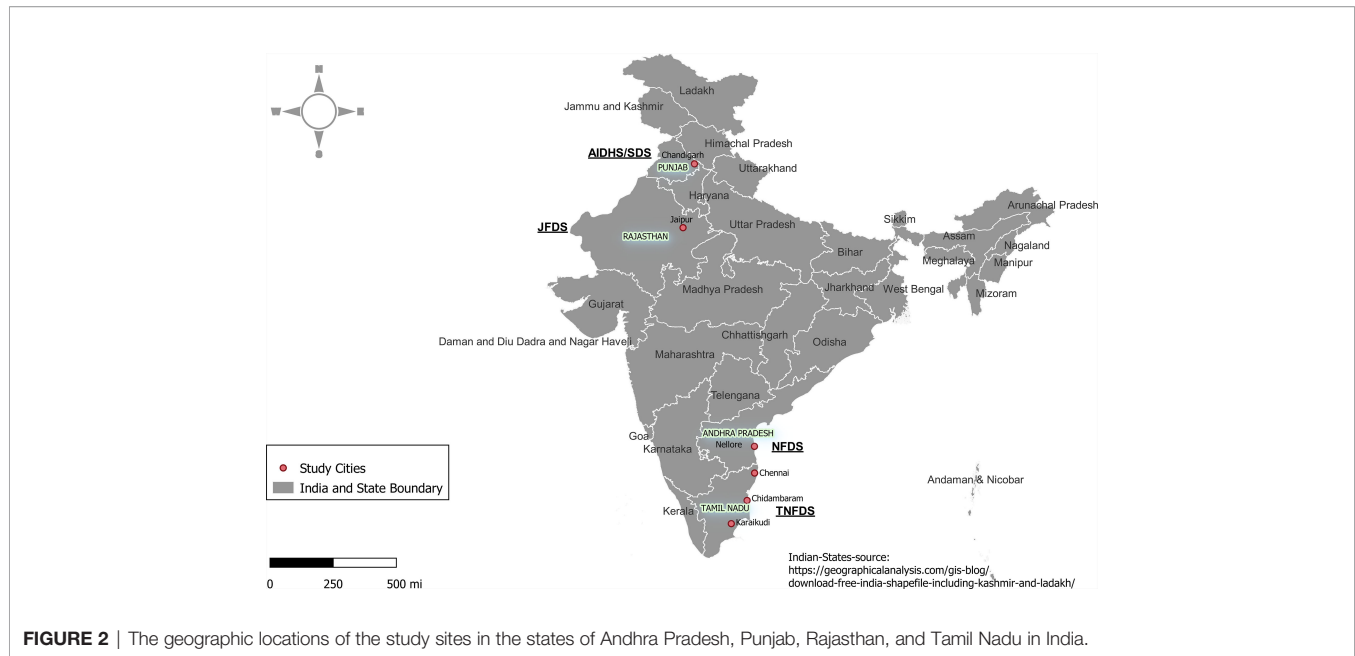 N
W
E
Ladakh
Jammu and Kashmir
Himachal Pradesh
AIDHS/SDS
Chandigarh
PUNJAB
Uttarakhand
Haryana
Arunachal Pradesh
JFDS
Jaipur
RAJASTHAN
Uttar Pradesh
Sikkim
Assam
Nagaland
Bihar
Meghalaya
Manipur
Madhya Pradesh
Jharkhand
West Bengal
Mizoram
Gujarat
Chhattishgarh
Daman and Diu Dadra and Nagar Haveli
Odisha
Maharashtra
Telengana
ANDHRA PRADESH
Goa
Nellore
NFDS
Karnataka
Study Cities
Chennai
India and State Boundary
Andaman & Nicobar
Chidambaram
Kerala
TAMIL NADU
TNFDS
Karaikudi
Indian-States-source:
https://geographicalanalysis.com/gis-blog/
download-free-india-shapefile-including-kashmir-and-ladakh/
0 250 500 mi
FIGURE 2 | The geographic locations of the study sites in the states of Andhra Pradesh, Punjab, Rajasthan, and Tamil Nadu in India.